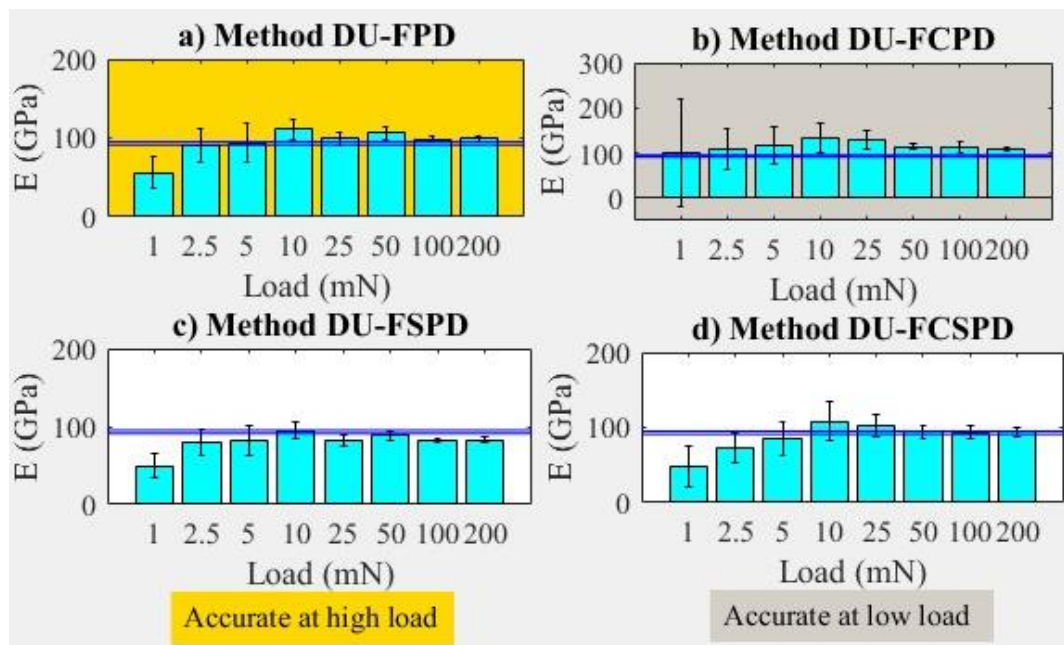 a) Method DU-FPD
200
100
0
E (GPa)
1 2.5 5 10 25 50 100 200
Load (mN)
b) Method DU-FCPD
300
200
100
0
E (GPa)
1 2.5 5 10 25 50 100 200
Load (mN)
c) Method DU-FSPD
200
100
0
E (GPa)
1 2.5 5 10 25 50 100 200
Load (mN)
d) Method DU-FCSPD
200
100
0
E (GPa)
1 2.5 5 10 25 50 100 200
Load (mN)
Accurate at high load
Accurate at low load